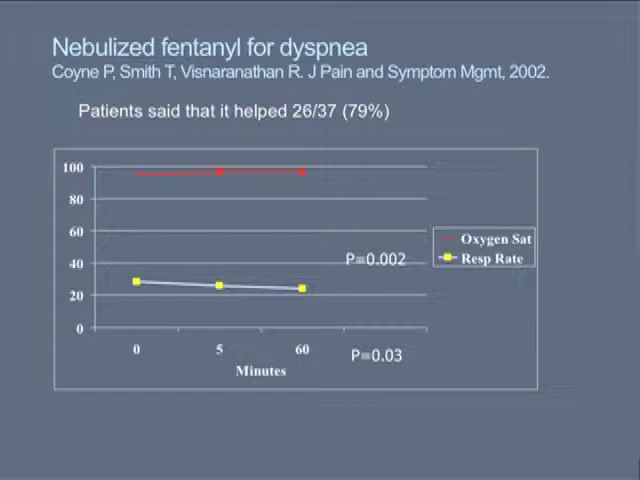 Nebulized fentanyl for dyspnea
Coyne P, Smith T, Visnaranathan R. J Pain and Symptom Mgmt, 2002.
Patients said that it helped 26/37 (79%)
100
80
60
40
20
0
0 5 60
Minutes
P=0.002
P=0.03
Oxygen Sat
Resp Rate